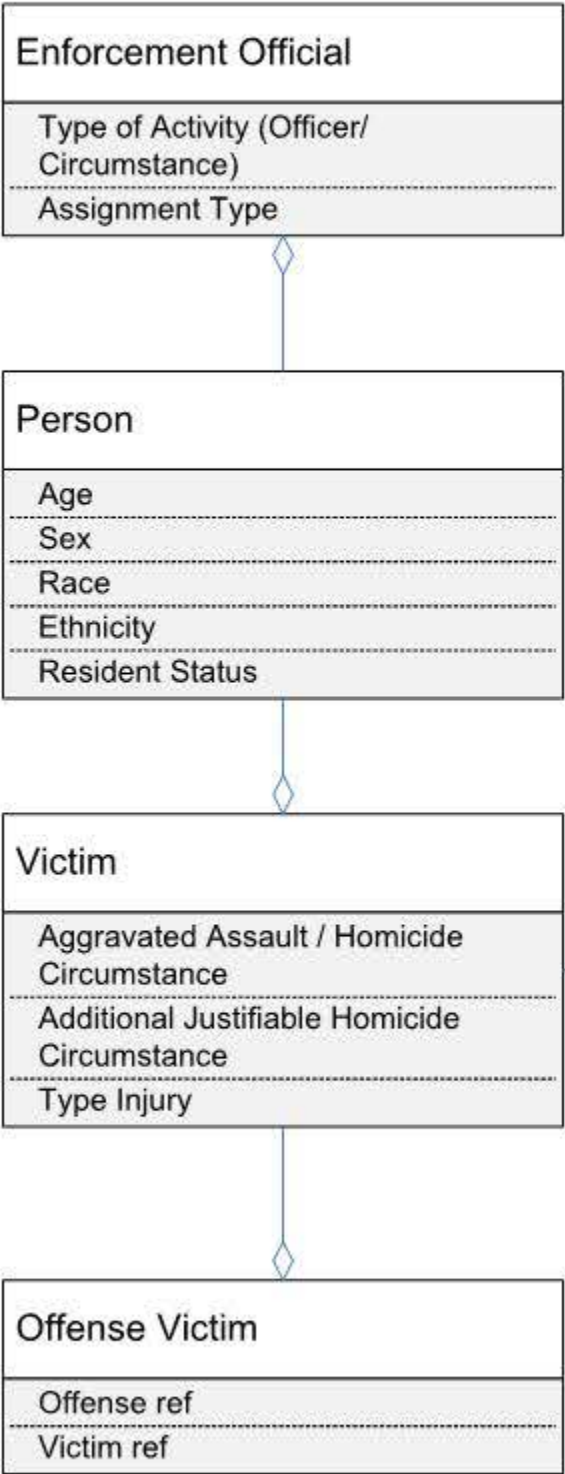 Enforcement Official
Type of Activity (Officer/
Circumstance)
Assignment Type
Person
Age
Sex
Race
Ethnicity
Resident Status
Victim
Aggravated Assault / Homicide
Circumstance
Additional Justifiable Homicide
Circumstance
Type Injury
Offense Victim
Offense ref
Victim ref